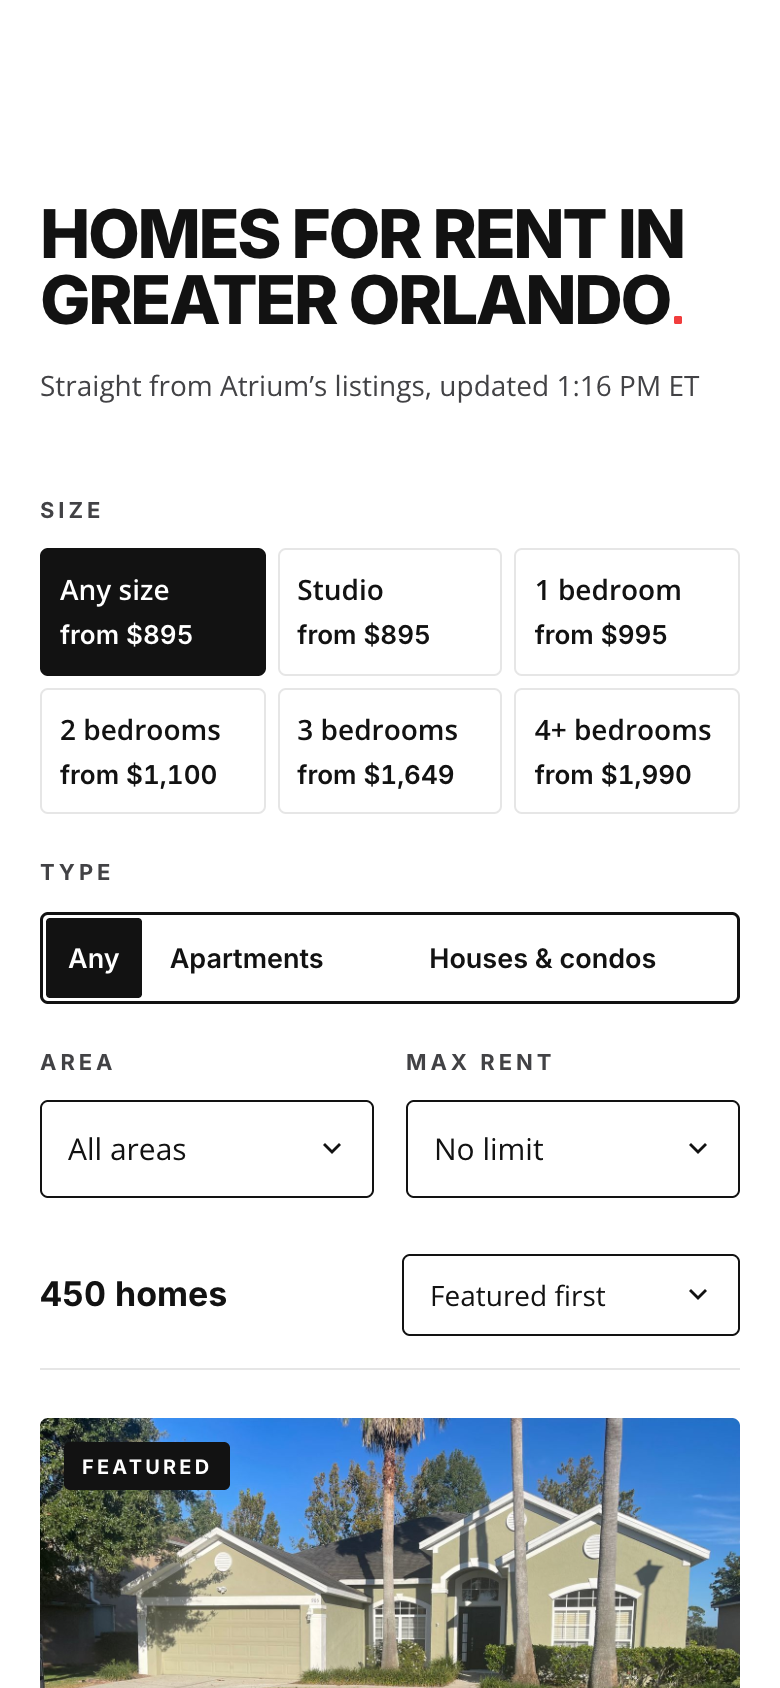 HOMES FOR RENT IN
GREATER ORLANDO.
Straight from Atrium’s listings, updated 1:16 PM ET
SIZE
Any size
from $895
Studio
from $895
1 bedroom
from $995
2 bedrooms
from $1,100
3 bedrooms
from $1,649
4+ bedrooms
from $1,990
TYPE
Any
Apartments
Houses & condos
AREA
MAX RENT
All areas
No limit
450 homes
Featured first
FEATURED